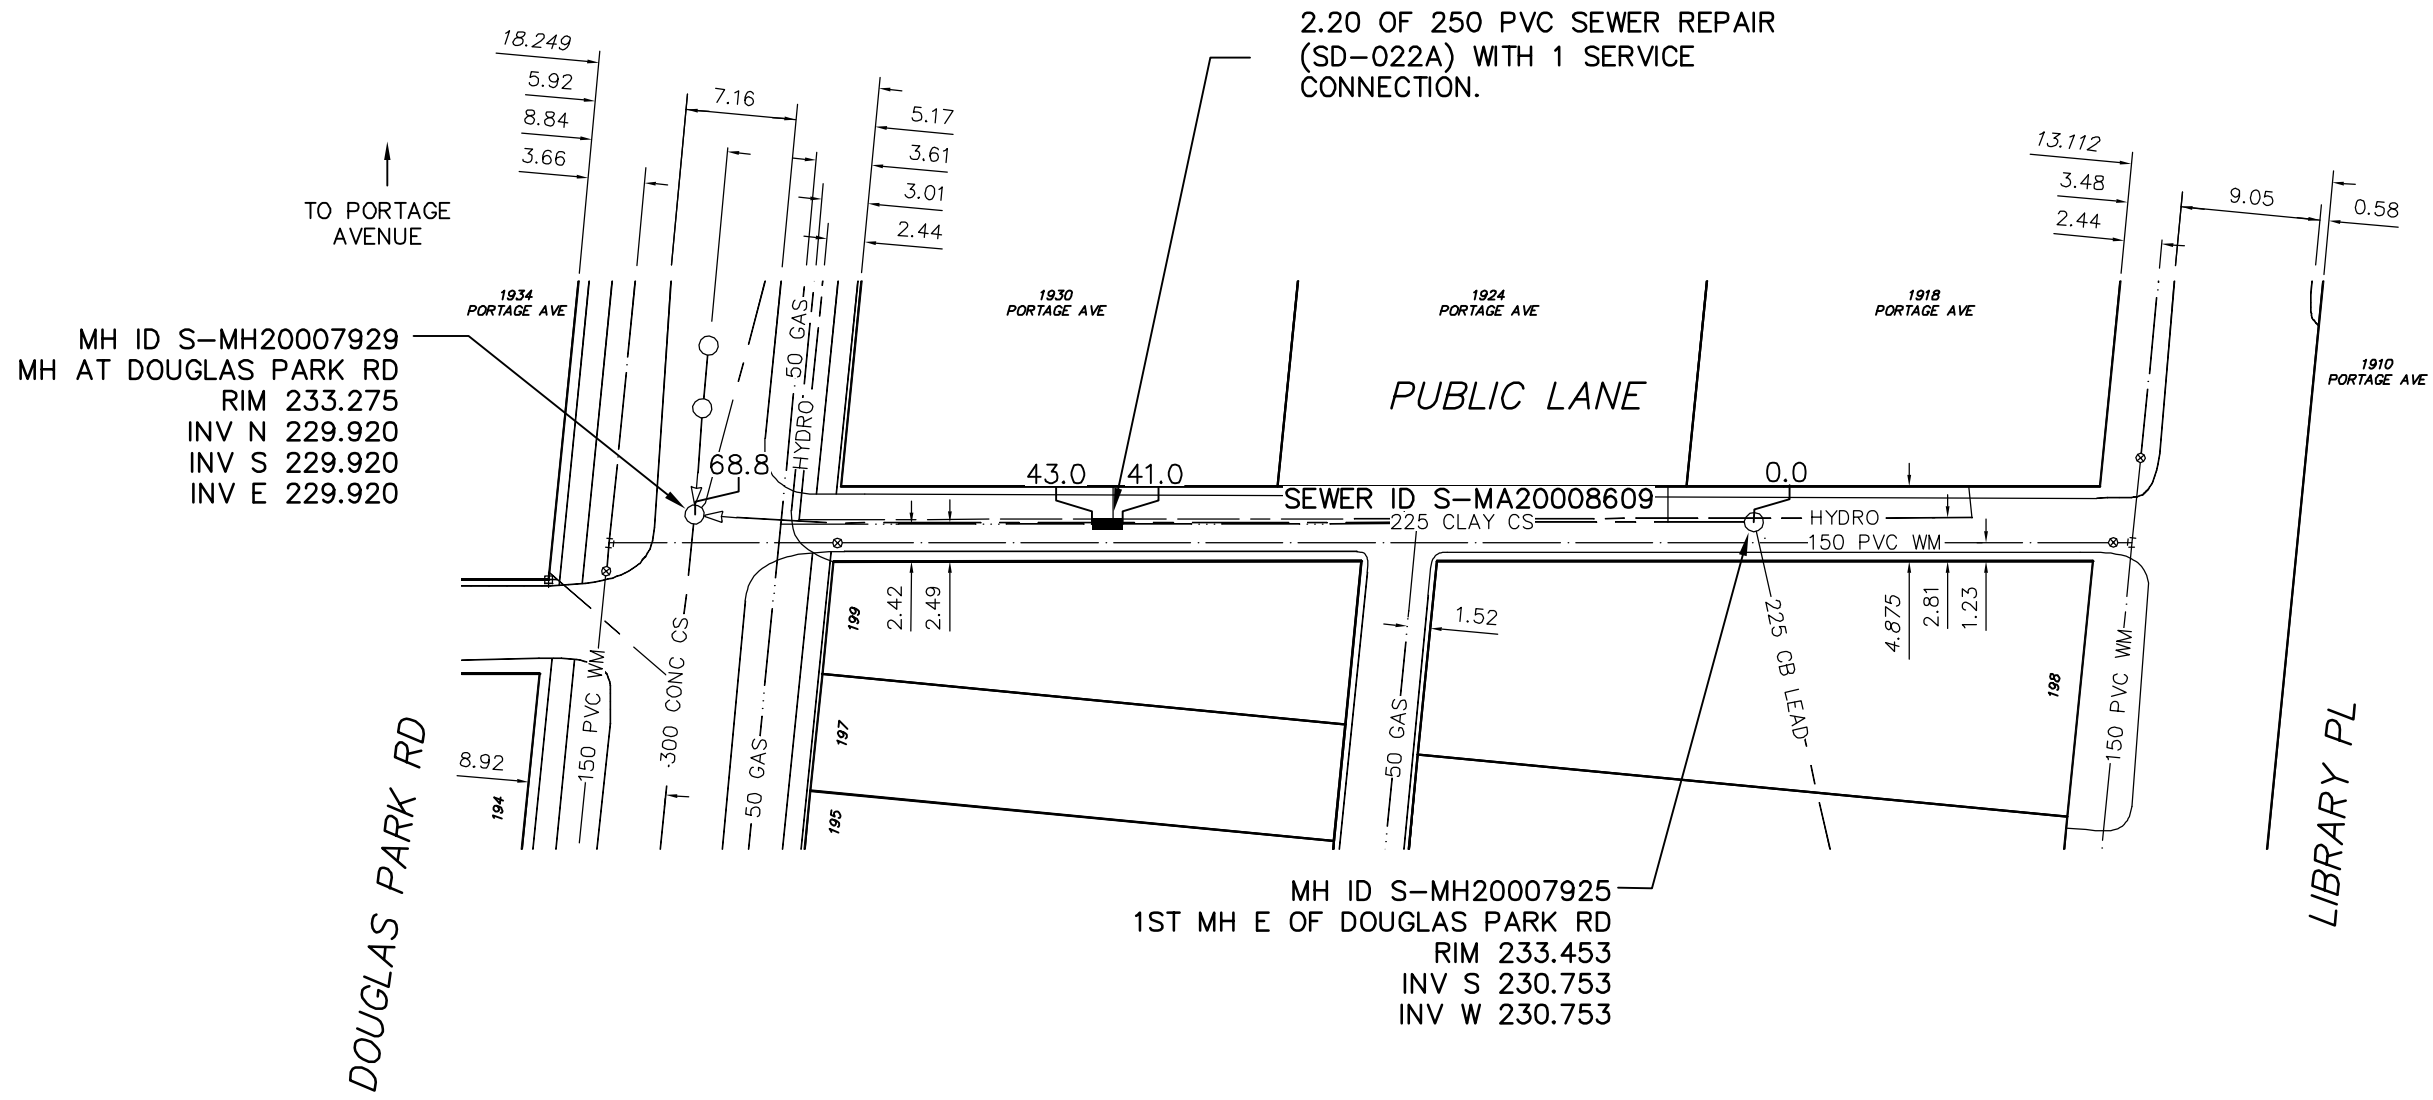 2.20 OF 250 PVC SEWER REPAIR
(SD-022A) WITH 1 SERVICE
CONNECTION.
18.249
5.92
8.84
3.66
7.16
5.17
3.61
3.01
2.44
13.112
3.48
2.44
9.05
0.58
TO PORTAGE
AVENUE
1934
PORTAGE AVE
1930
PORTAGE AVE
1924
PORTAGE AVE
1918
PORTAGE AVE
1910
PORTAGE AVE
MH ID S-MH20007929
MH AT DOUGLAS PARK RD
RIM 233.275
INV N 229.920
INV S 229.920
INV E 229.920
50 GAS
HYDRO
PUBLIC LANE
68.8
43.0
41.0
0.0
SEWER ID S-MA20008609
225 CLAY CS
HYDRO
150 PVC WM
2.42
2.49
1.52
4.875
2.81
1.23
199
197
195
194
198
8.92
150 PVC WM
300 CONC CS
50 GAS
50 GAS
225 CB LEAD
150 PVC WM
DOUGLAS PARK RD
LIBRARY PL
MH ID S-MH20007925
1ST MH E OF DOUGLAS PARK RD
RIM 233.453
INV S 230.753
INV W 230.753